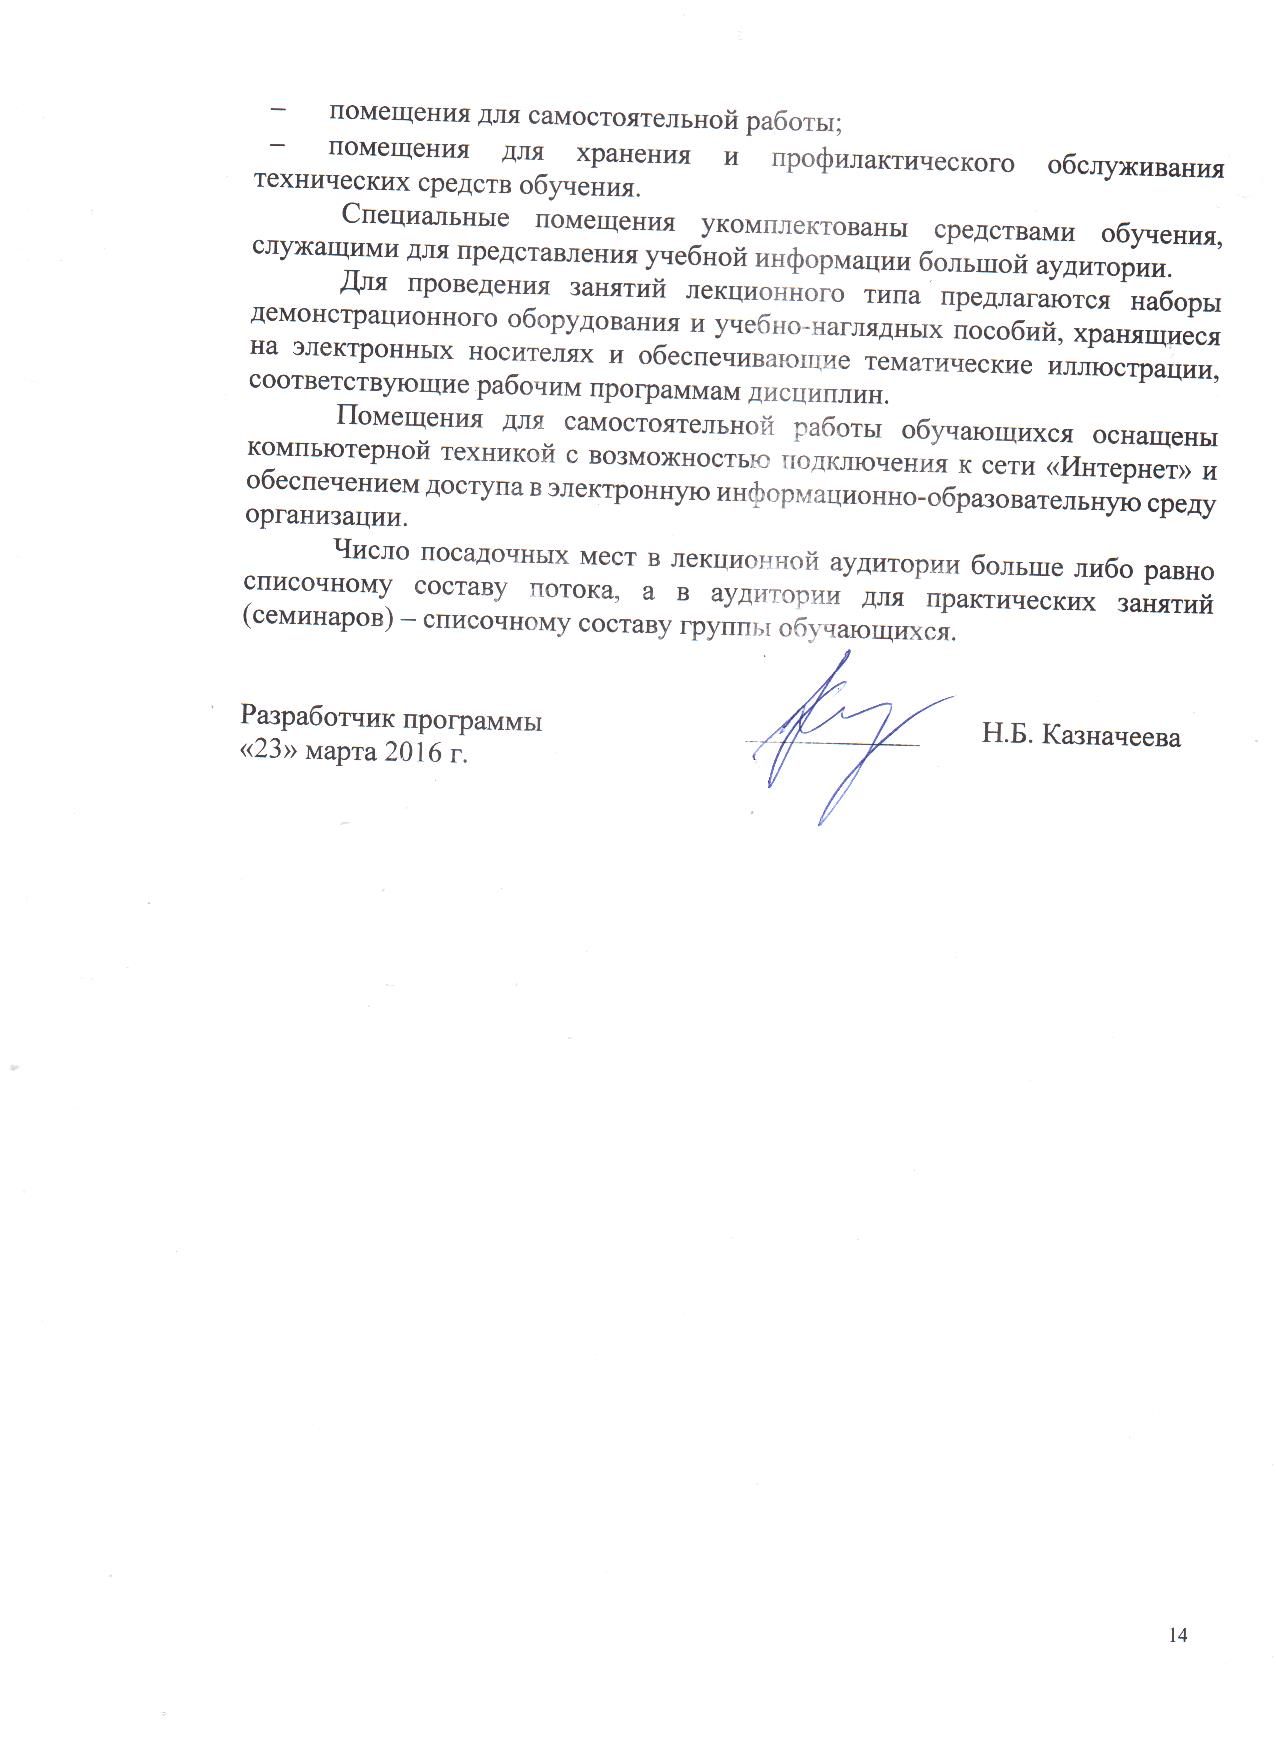 – помещения для самостоятельной работы;
– помещения для хранения и профилактического обслуживания
технических средств обучения.
Специальные помещения укомплектованы средствами обучения,
служащими для представления учебной информации большой аудитории.
Для проведения занятий лекционного типа предлагаются наборы
демонстрационного оборудования и учебно-наглядных пособий, хранящиеся
на электронных носителях и обеспечивающие тематические иллюстрации,
соответствующие рабочим программам дисциплин.
Помещения для самостоятельной работы обучающихся оснащены
компьютерной техникой с возможностью подключения к сети «Интернет» и
обеспечением доступа в электронную информационно-образовательную среду
организации.
Число посадочных мест в лекционной аудитории больше либо равно
списочному составу потока, а в аудитории для практических занятий
(семинаров) – списочному составу группы обучающихся.
Разработчик программы Н.Б. Казначеева
«23» марта 2016 г.
14